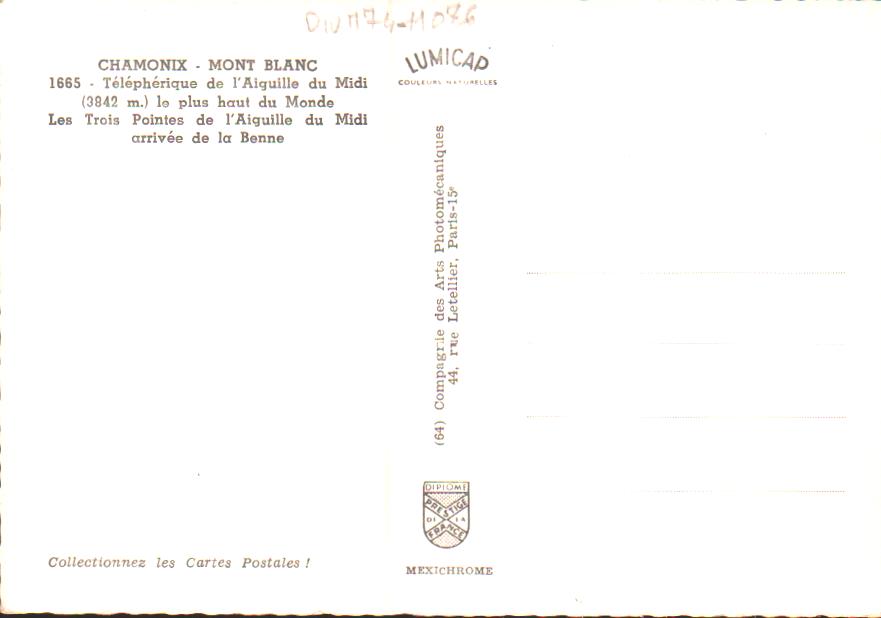 DIVM74-11086
CHAMONIX - MONT BLANC
1665 - Téléphérique de l'Aiguille du Midi
(3842 m.) le plus haut du Monde
Les Trois Pointes de l'Aiguille du Midi
arrivée de la Benne
Collectionnez les Cartes Postales !
LUMICAP
COULEURS NATURELLES
(64) Compagnie des Arts Photomécaniques
44, rue Letellier, Paris-15e
DIPLOME
PRESTIGE
DE LA
FRANCE
MEXICHROME